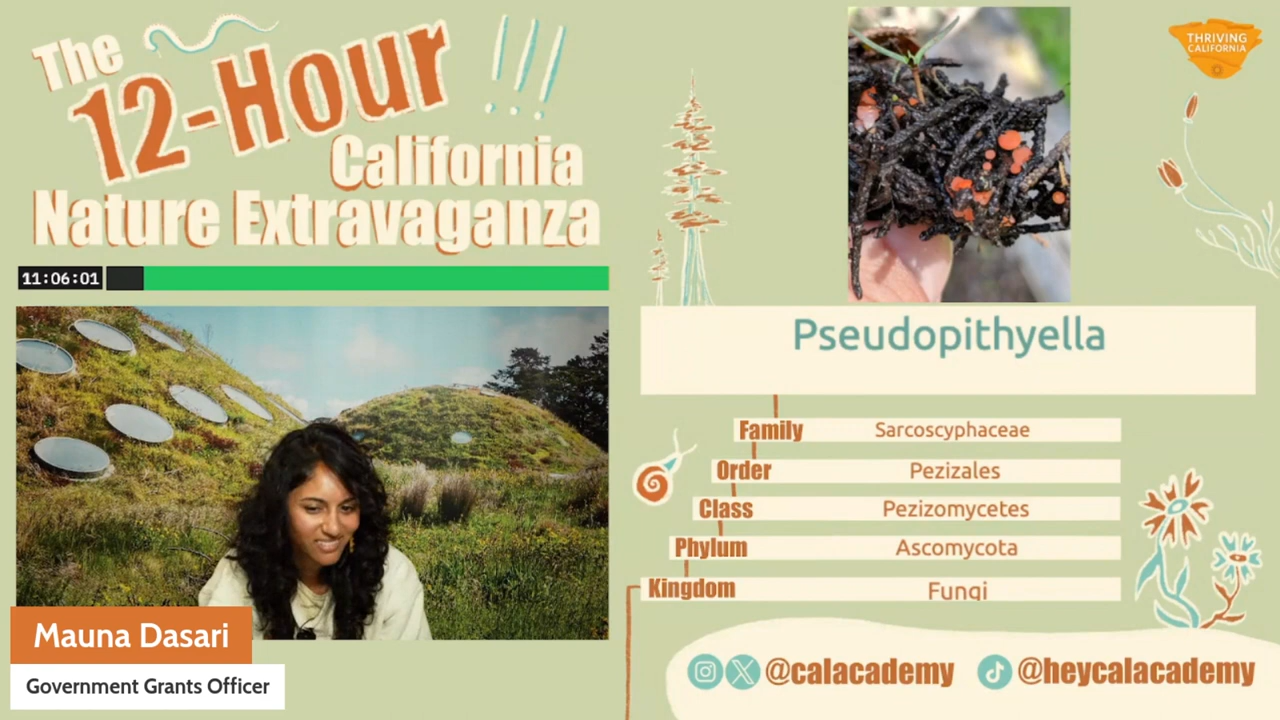 The
12-Hour!!!
California
Nature Extravaganza
11:06:01
Mauna Dasari
Government Grants Officer
THRIVING
CALIFORNIA
Pseudopithyella
Family Sarcoscyphaceae
Order Pezizales
Class Pezizomycetes
Phylum Ascomycota
Kingdom Fungi
@calacademy @heycalacademy